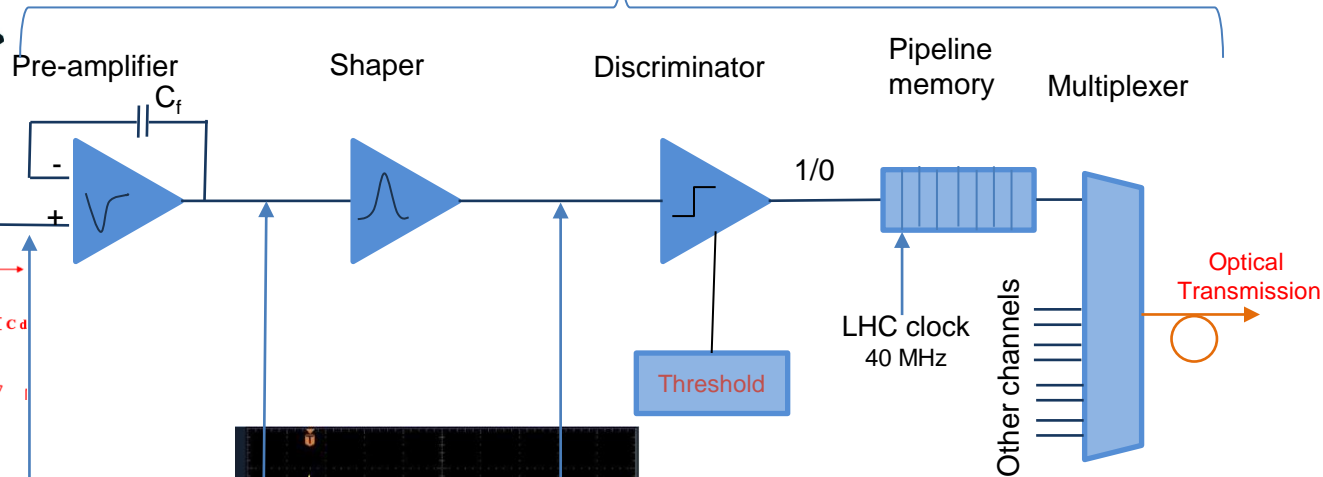 Pre-amplifier
Shaper
Discriminator
Pipeline
memory
Multiplexer
Cf
-
+
1/0
LHC clock
40 MHz
Threshold
Other channels
Optical
Transmission
C d
T